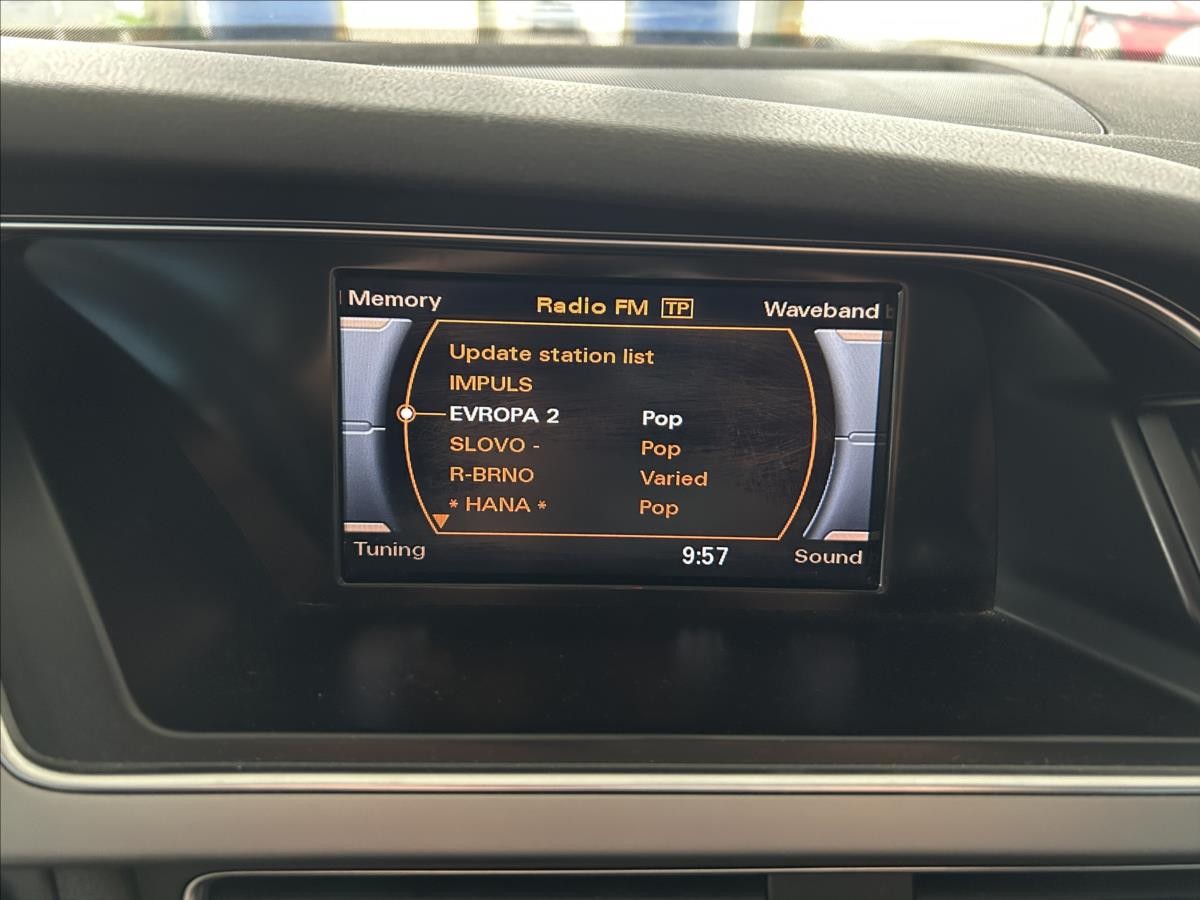 Memory Radio FM TP Waveband
Update station list
IMPULS
EVROPA 2 Pop
SLOVO - Pop
R-BRNO Varied
* HANA * Pop
Tuning 9:57 Sound